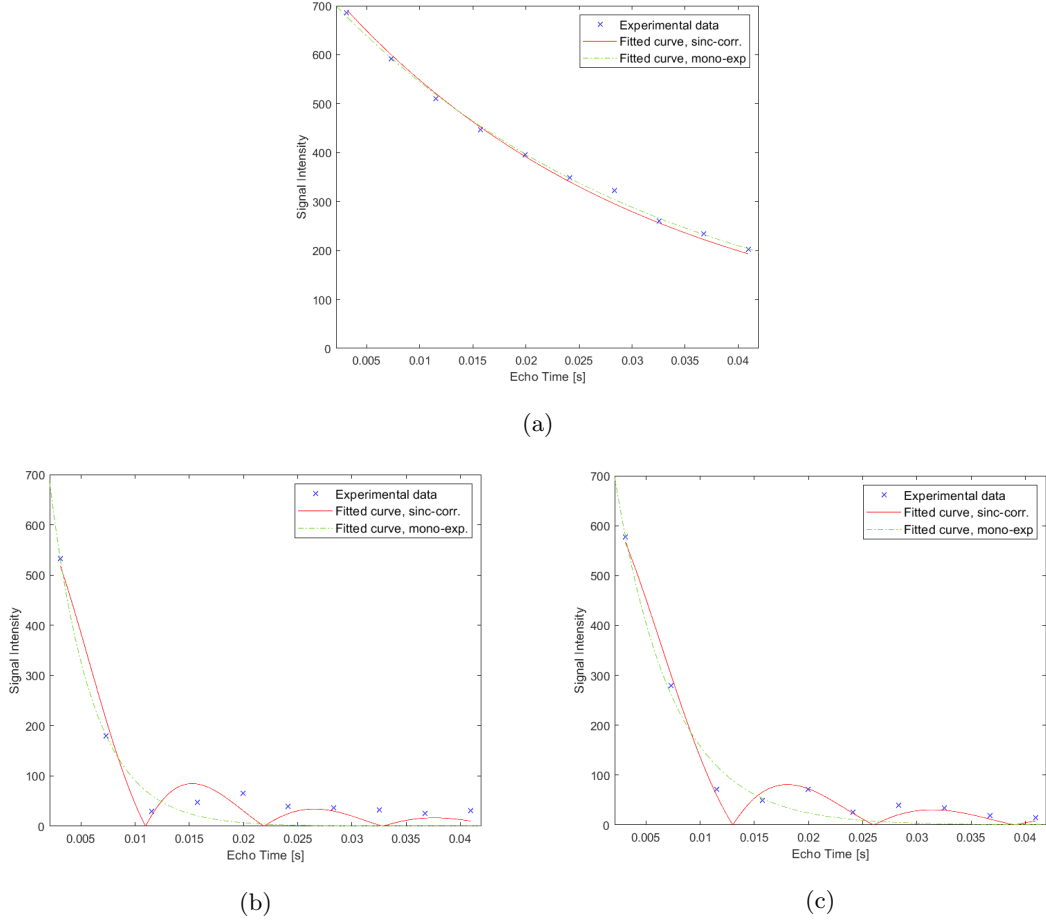 700
600
500
400
300
200
100
0
Signal Intensity
0.005 0.01 0.015 0.02 0.025 0.03 0.035 0.04
Echo Time [s]
Experimental data
Fitted curve, sinc-corr.
Fitted curve, mono-exp
(a)
700
600
500
400
300
200
100
0
Signal Intensity
0.005 0.01 0.015 0.02 0.025 0.03 0.035 0.04
Echo Time [s]
Experimental data
Fitted curve, sinc-corr.
Fitted curve, mono-exp.
(b)
700
600
500
400
300
200
100
0
Signal Intensity
0.005 0.01 0.015 0.02 0.025 0.03 0.035 0.04
Echo Time [s]
Experimental data
Fitted curve, sinc-corr.
Fitted curve, mono-exp
(c)